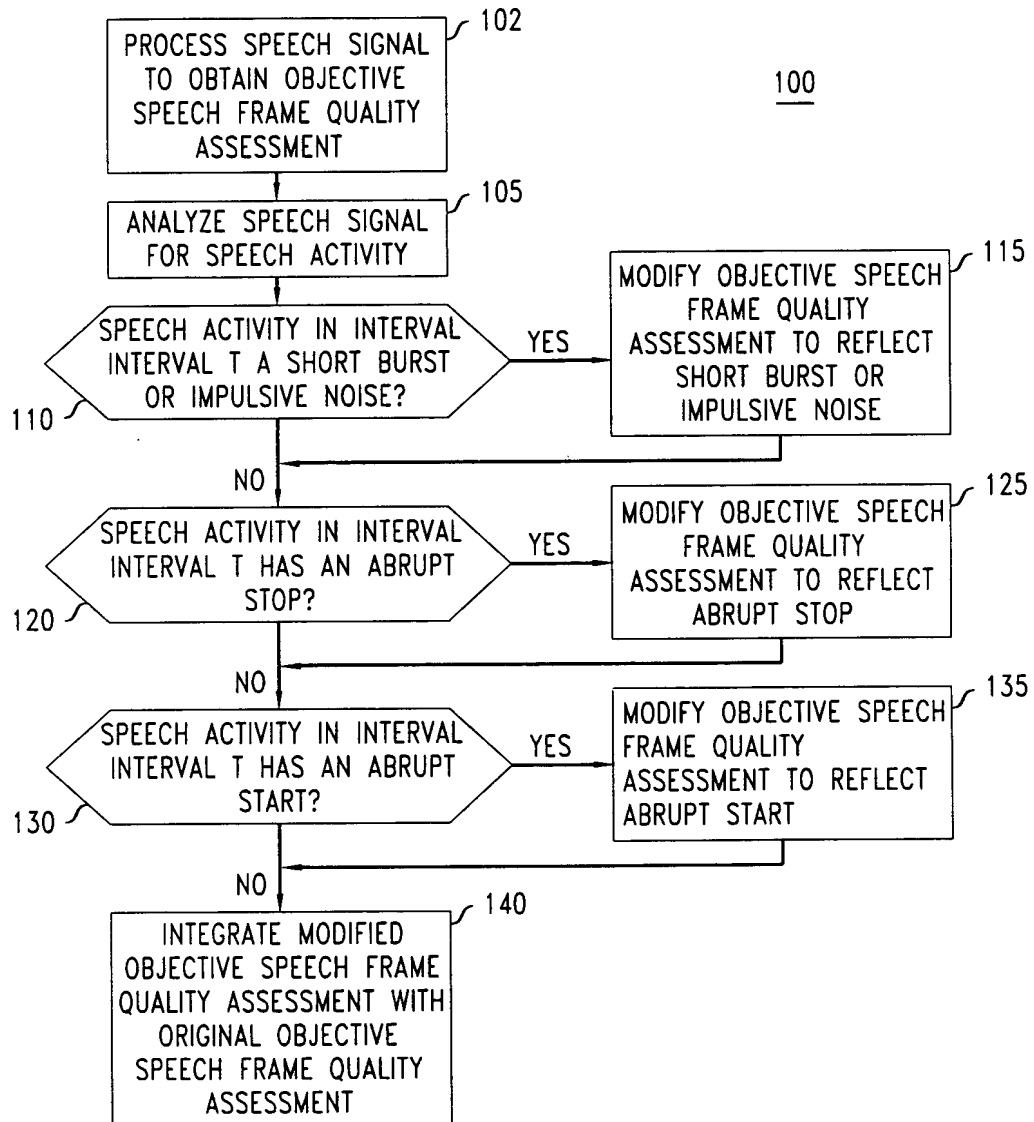 PROCESS SPEECH SIGNAL
TO OBTAIN OBJECTIVE
SPEECH FRAME QUALITY
ASSESSMENT
102
100
ANALYZE SPEECH SIGNAL
FOR SPEECH ACTIVITY
105
SPEECH ACTIVITY IN INTERVAL
INTERVAL T A SHORT BURST
OR IMPULSIVE NOISE?
110
YES
MODIFY OBJECTIVE SPEECH
FRAME QUALITY
ASSESSMENT TO REFLECT
SHORT BURST OR
IMPULSIVE NOISE
115
NO
SPEECH ACTIVITY IN INTERVAL
INTERVAL T HAS AN ABRUPT
STOP?
120
YES
MODIFY OBJECTIVE SPEECH
FRAME QUALITY
ASSESSMENT TO REFLECT
ABRUPT STOP
125
NO
SPEECH ACTIVITY IN INTERVAL
INTERVAL T HAS AN ABRUPT
START?
130
YES
MODIFY OBJECTIVE SPEECH
FRAME QUALITY
ASSESSMENT TO REFLECT
ABRUPT START
135
NO
INTEGRATE MODIFIED
OBJECTIVE SPEECH FRAME
QUALITY ASSESSMENT WITH
ORIGINAL OBJECTIVE
SPEECH FRAME QUALITY
ASSESSMENT
140